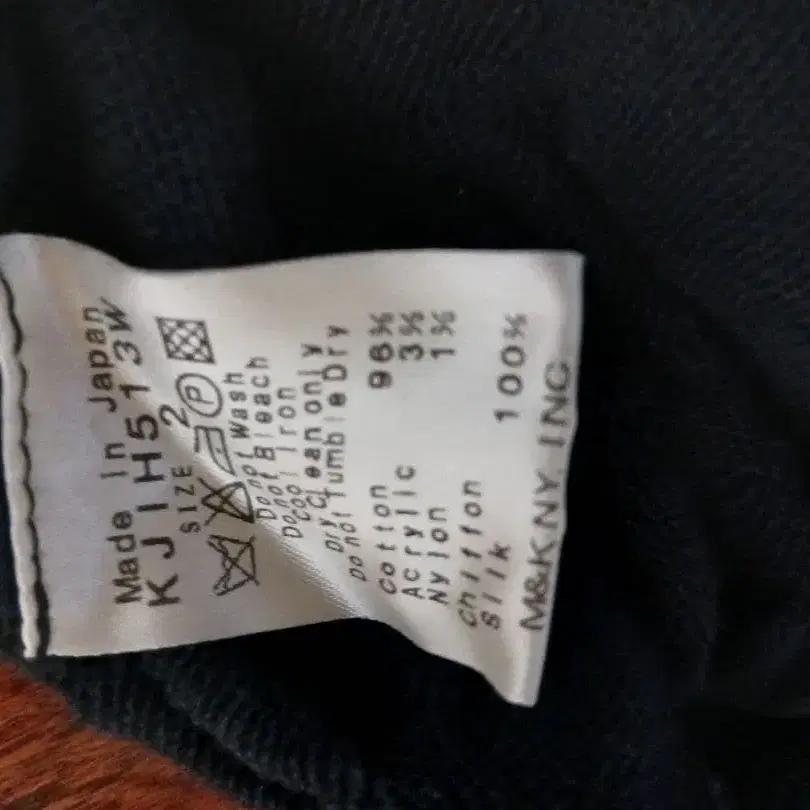 Made in Japan
KJIH513W
SIZE 2
P
Do not Wash
Do not Bleach
Cool Iron
Dry Clean only
Do not Tumble Dry
Cotton 96%
Acrylic 3%
Nylon 1%
Chiffon
Silk 100%
M&KNY, INC